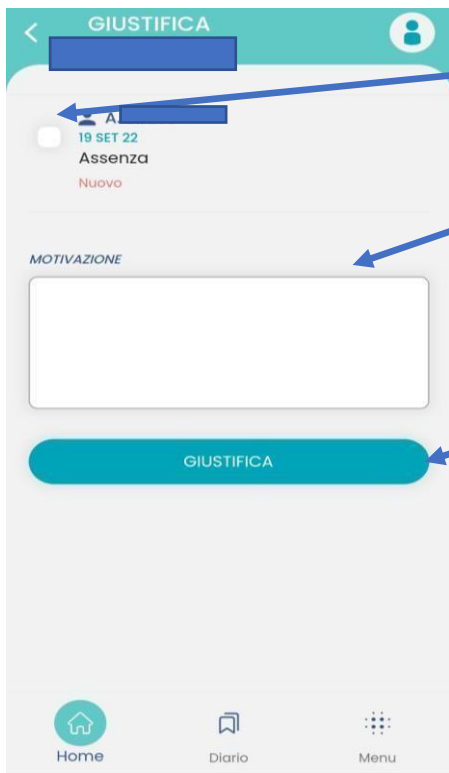 GIUSTIFICA
19 SET 22
Assenza
Nuovo
MOTIVAZIONE
GIUSTIFICA
Home
Diario
Menu